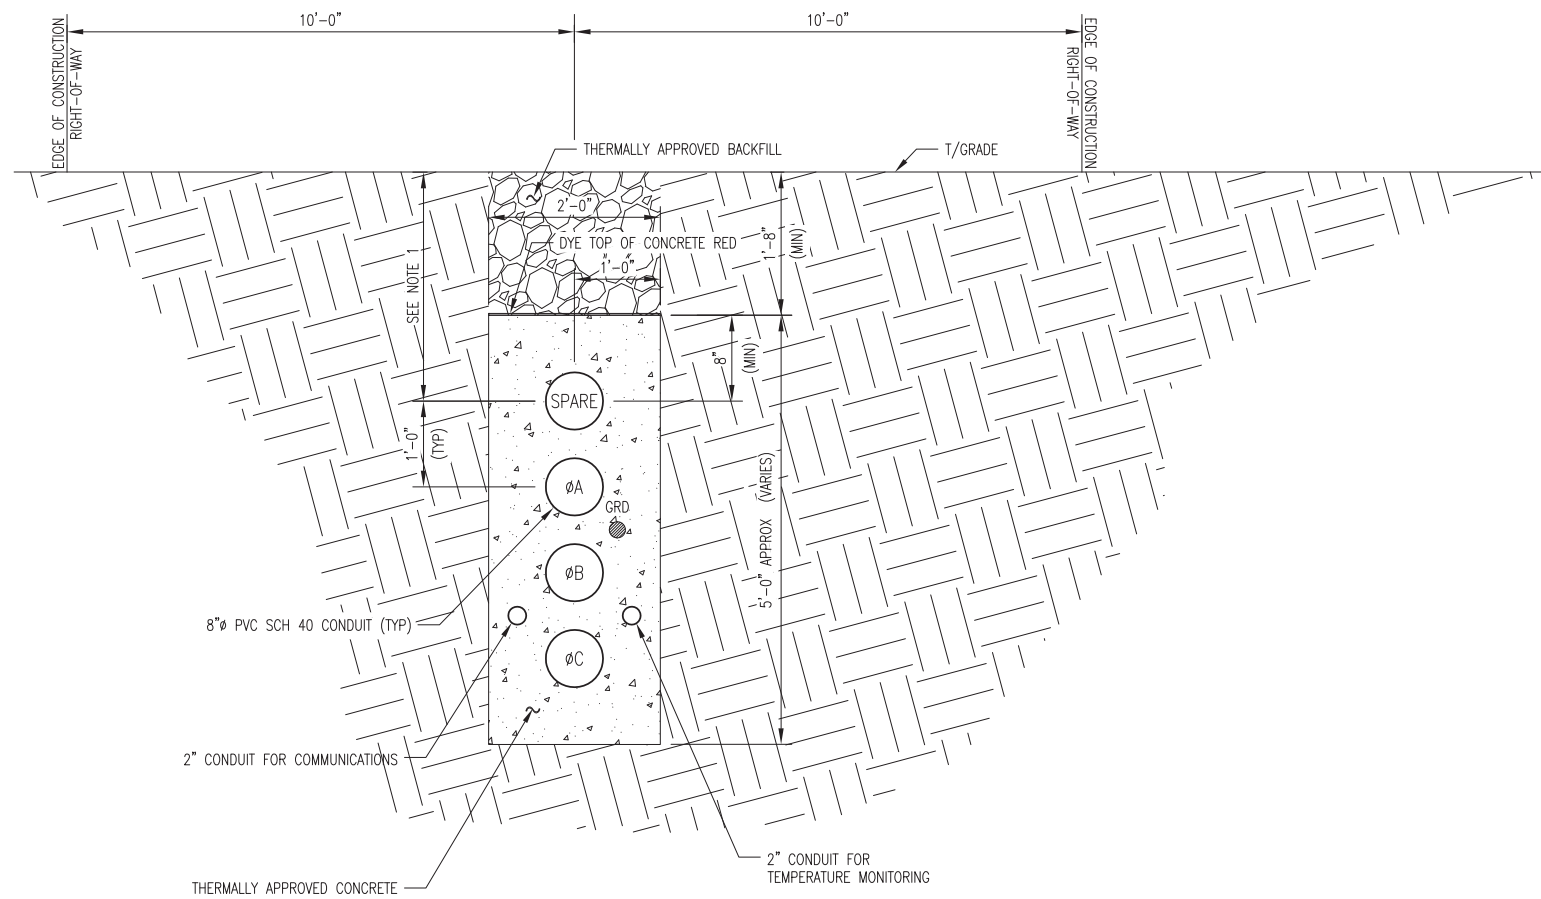 10'-0"
10'-0"
EDGE OF CONSTRUCTION
RIGHT-OF-WAY
EDGE OF CONSTRUCTION
RIGHT-OF-WAY
THERMALLY APPROVED BACKFILL
T/GRADE
2'-0"
DYE TOP OF CONCRETE RED
1'-0"
1'-8"
(MIN)
SEE NOTE 1
8"
(MIN)
SPARE
1'-0"
(TYP)
øA
GRD
5'-0" APPROX (VARIES)
øB
8"ø PVC SCH 40 CONDUIT (TYP)
øC
2" CONDUIT FOR COMMUNICATIONS
2" CONDUIT FOR
TEMPERATURE MONITORING
THERMALLY APPROVED CONCRETE